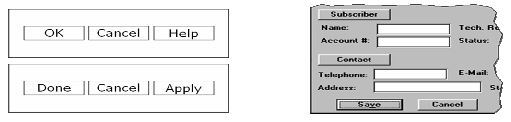 OK Cancel Help
Done Cancel Apply
Subscriber
Name: Tech.
Account #: Status:
Contact
Telephone: E-Mail:
Address:
Save Cancel